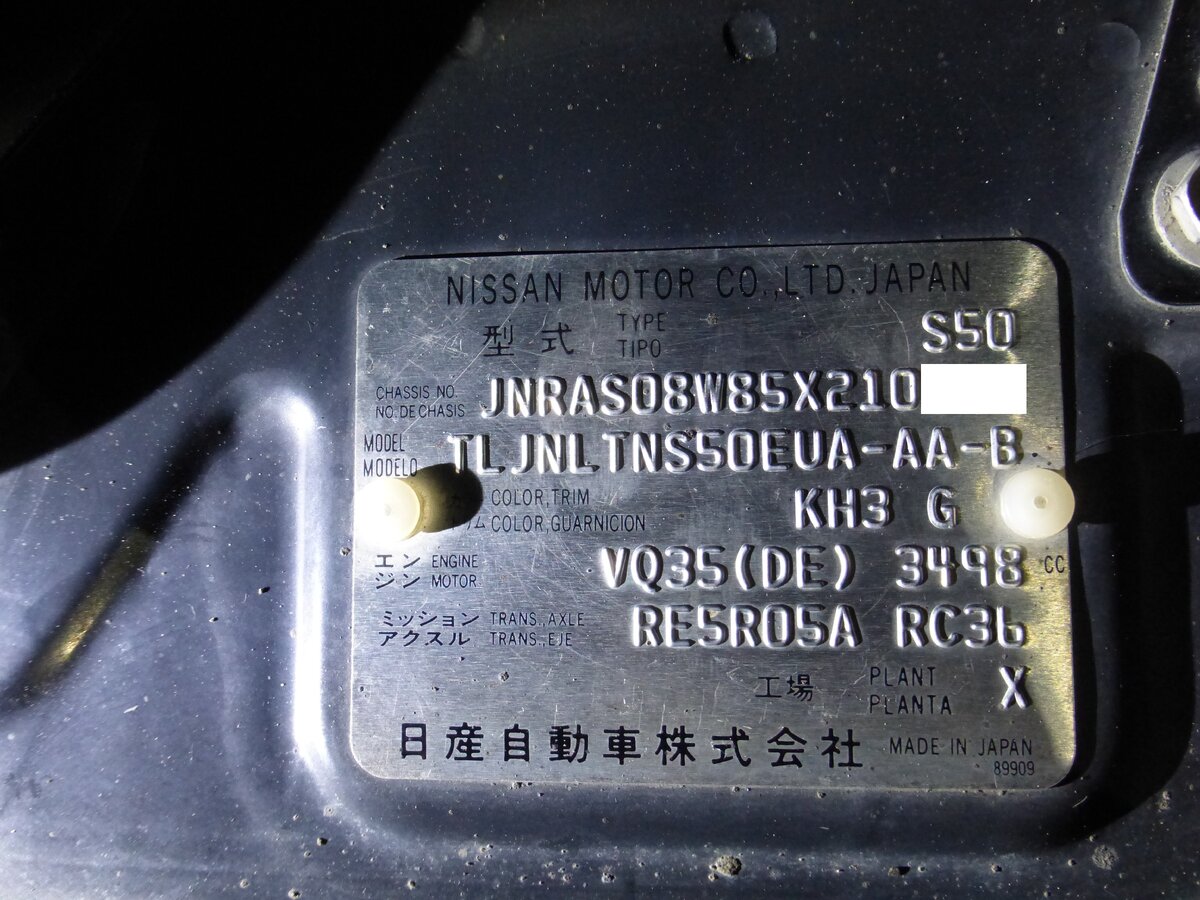 NISSAN MOTOR CO.,LTD. JAPAN
型式 TYPE TIPO S50
CHASSIS NO. NO. DE CHASIS JNRAS08W85X210
MODEL MODELO TLJNLTNS50EUA-AA-B
COLOR,TRIM
ム COLOR,GUARNICION KH3 G
エンジン ENGINE MOTOR VQ35(DE) 3498 CC
ミッション TRANS.,AXLE
アクスル TRANS.,EJE RE5R05A RC36
工場 PLANT PLANTA X
日産自動車株式会社 MADE IN JAPAN
89909